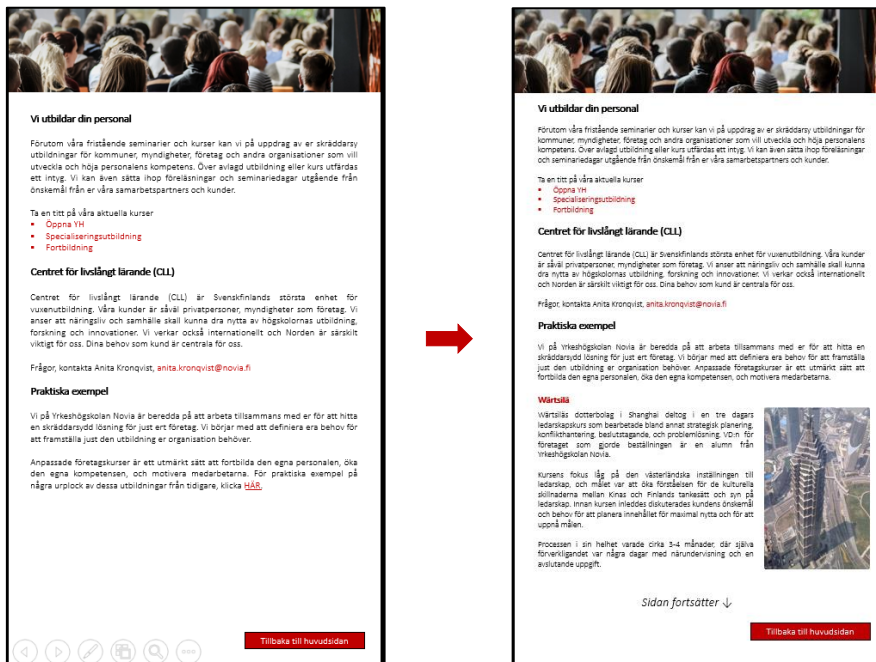 Vi utbildar din personal
Förutom våra fristående seminarier och kurser kan vi på uppdrag av er skräddarsy
utbildningar för kommuner, myndigheter, företag och andra organisationer som vill
utveckla och höja personalens kompetens. Över avlagd utbildning eller kurs utfärdas
ett intyg. Vi kan även sätta ihop föreläsningar och seminariedagar utgående från
önskemål från er våra samarbetspartners och kunder.
Ta en titt på våra aktuella kurser
▪ Öppna YH
▪ Specialiseringsutbildning
▪ Fortbildning
Centret för livslångt lärande (CLL)
Centret för livslångt lärande (CLL) är Svenskfinlands största enhet för
vuxenutbildning. Våra kunder är såväl privatpersoner, myndigheter som företag. Vi
anser att näringsliv och samhälle skall kunna dra nytta av högskolornas utbildning,
forskning och innovationer. Vi verkar också internationellt och Norden är särskilt
viktigt för oss. Dina behov som kund är centrala för oss.
Frågor, kontakta Anita Kronqvist, anita.kronqvist@novia.fi
Praktiska exempel
Vi på Yrkeshögskolan Novia är beredda på att arbeta tillsammans med er för att hitta
en skräddarsydd lösning för just ert företag. Vi börjar med att definiera era behov för
att framställa just den utbildning er organisation behöver.
Anpassade företagskurser är ett utmärkt sätt att fortbilda den egna personalen, öka
den egna kompetensen, och motivera medarbetarna. För praktiska exempel på
några urplock av dessa utbildningar från tidigare, klicka HÄR.
Tillbaka till huvudsidan
Vi utbildar din personal
Förutom våra fristående seminarier och kurser kan vi på uppdrag av er skräddarsy utbildningar för
kommuner, myndigheter, företag och andra organisationer som vill utveckla och höja personalens
kompetens. Över avlagd utbildning eller kurs utfärdas ett intyg. Vi kan även sätta ihop föreläsningar
och seminariedagar utgående från önskemål från er våra samarbetspartners och kunder.
Ta en titt på våra aktuella kurser
▪ Öppna YH
▪ Specialiseringsutbildning
▪ Fortbildning
Centret för livslångt lärande (CLL)
Centret för livslångt lärande (CLL) är Svenskfinlands största enhet för vuxenutbildning. Våra kunder
är såväl privatpersoner, myndigheter som företag. Vi anser att näringsliv och samhälle skall kunna
dra nytta av högskolornas utbildning, forskning och innovationer. Vi verkar också internationellt
och Norden är särskilt viktigt för oss. Dina behov som kund är centrala för oss.
Frågor, kontakta Anita Kronqvist, anita.kronqvist@novia.fi
Praktiska exempel
Vi på Yrkeshögskolan Novia är beredda på att arbeta tillsammans med er för att hitta en
skräddarsydd lösning för just ert företag. Vi börjar med att definiera era behov för att framställa
just den utbildning er organisation behöver. Anpassade företagskurser är ett utmärkt sätt att
fortbilda den egna personalen, öka den egna kompetensen, och motivera medarbetarna.
Wärtsilä
Wärtsiläs dotterbolag i Shanghai deltog i en tre dagars
ledarskapskurs som bearbetade bland annat strategisk planering,
konflikthantering, beslutstagande, och problemlösning. VD:n för
företaget som gjorde beställningen är en alumn från
Yrkeshögskolan Novia.
Kursens fokus låg på den västerländska inställningen till
ledarskap, och målet var att öka förståelsen för de kulturella
skillnaderna mellan Kinas och Finlands tankesätt och syn på
ledarskap. Innan kursen inleddes diskuterades kundens önskemål
och behov för att planera innehållet för maximal nytta och för att
uppnå målen.
Processen i sin helhet varade cirka 3-4 månader, där själva
förverkligandet var några dagar med närundervisning och en
avslutande uppgift.
Sidan fortsätter ↓
Tillbaka till huvudsidan